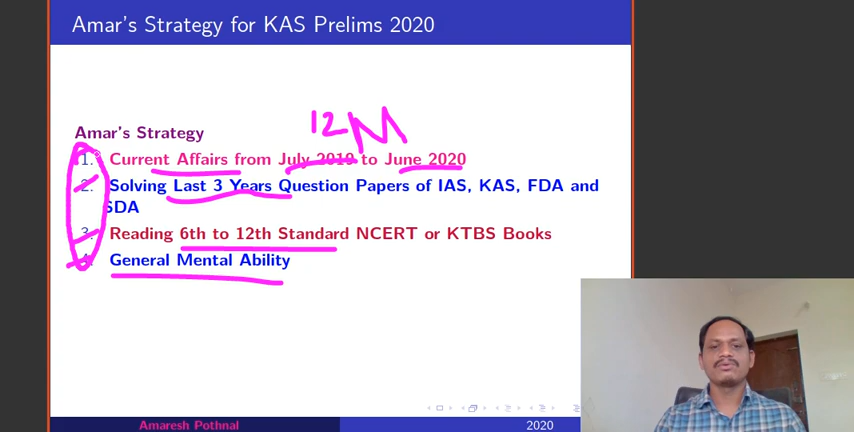 Amar's Strategy for KAS Prelims 2020
12M
Amar's Strategy
1. Current Affairs from July 2019 to June 2020
2. Solving Last 3 Years Question Papers of IAS, KAS, FDA and
SDA
3. Reading 6th to 12th Standard NCERT or KTBS Books
4. General Mental Ability
Amaresh Pothnal
2020